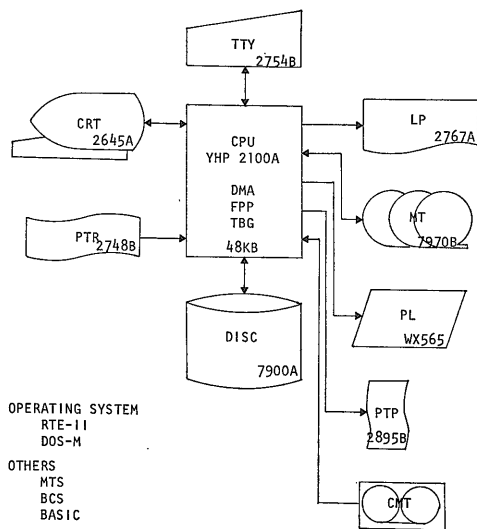 TTY
2754B
CRT
2645A
CPU
YHP 2100A
DMA
FPP
TBG
48KB
LP
2767A
MT
7970B
PTR
2748B
PL
WX565
DISC
7900A
PTP
2895B
CMT
OPERATING SYSTEM
RTE-II
DOS-M
OTHERS
MTS
BCS
BASIC